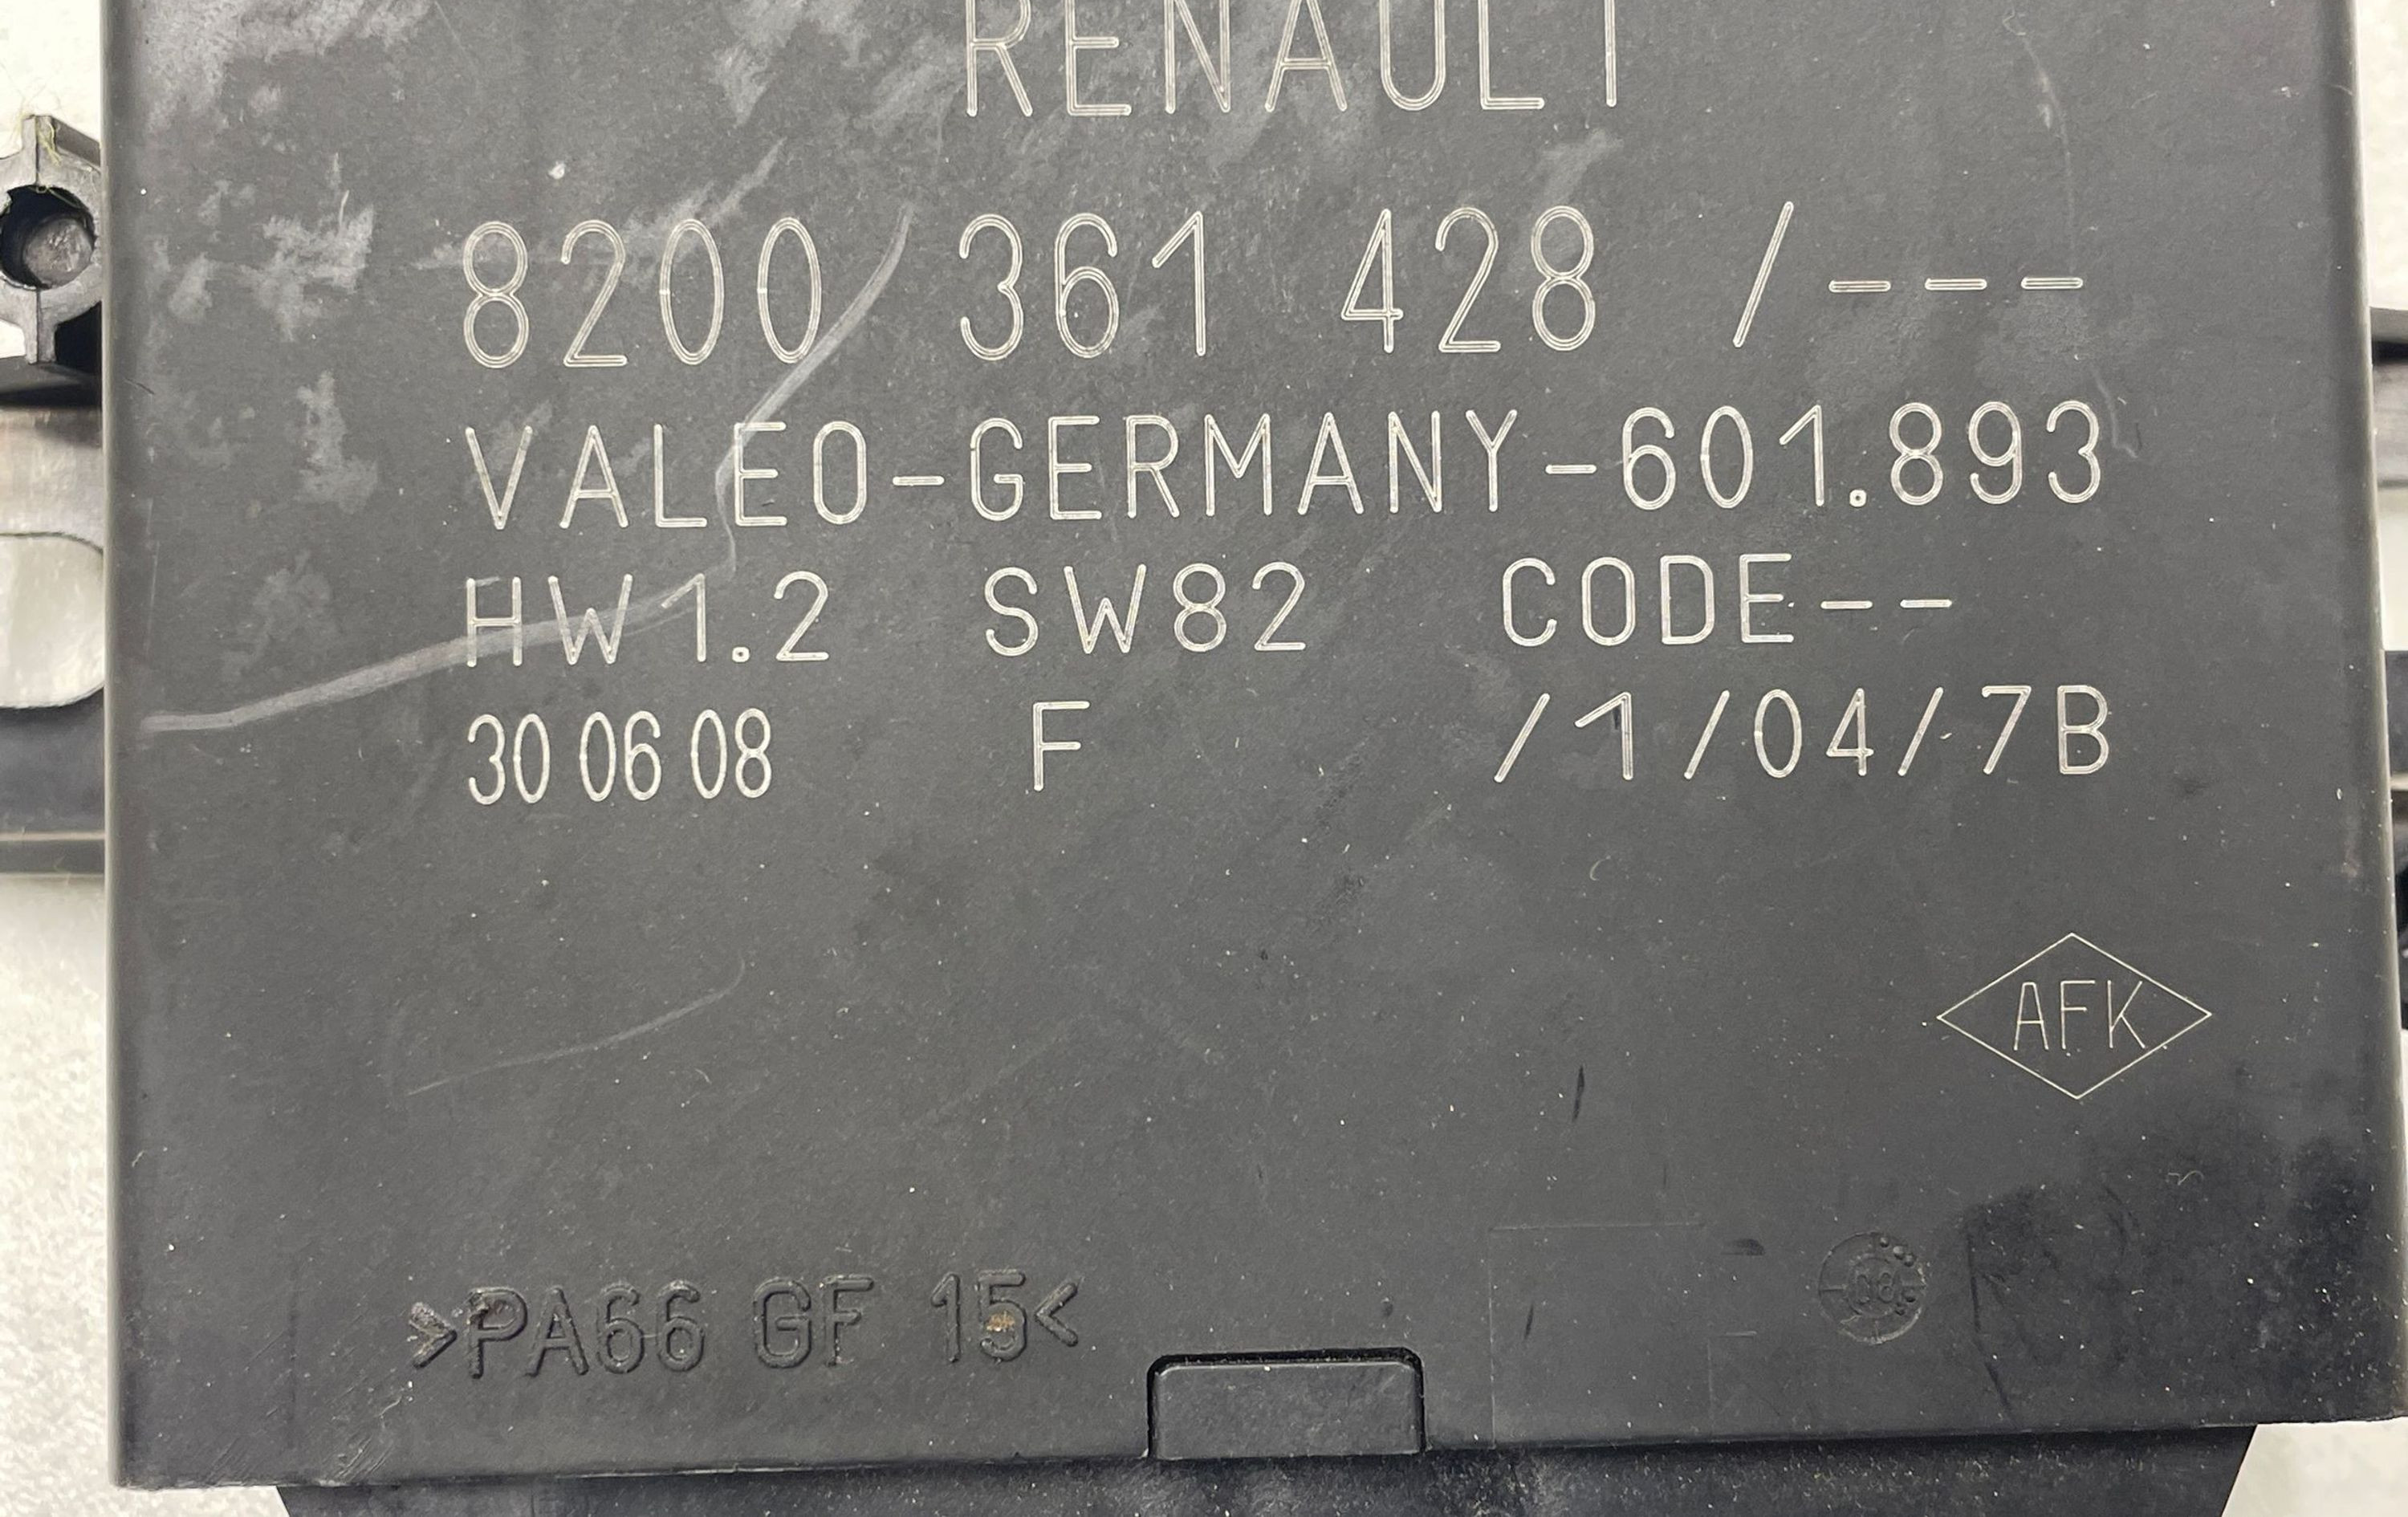 RENAULT
8200 361 428 /---
VALEO-GERMANY-601.893
HW1.2 SW82 CODE--
30 06 08 F /1/04/7B
AFK
>PA66 GF 15<
08